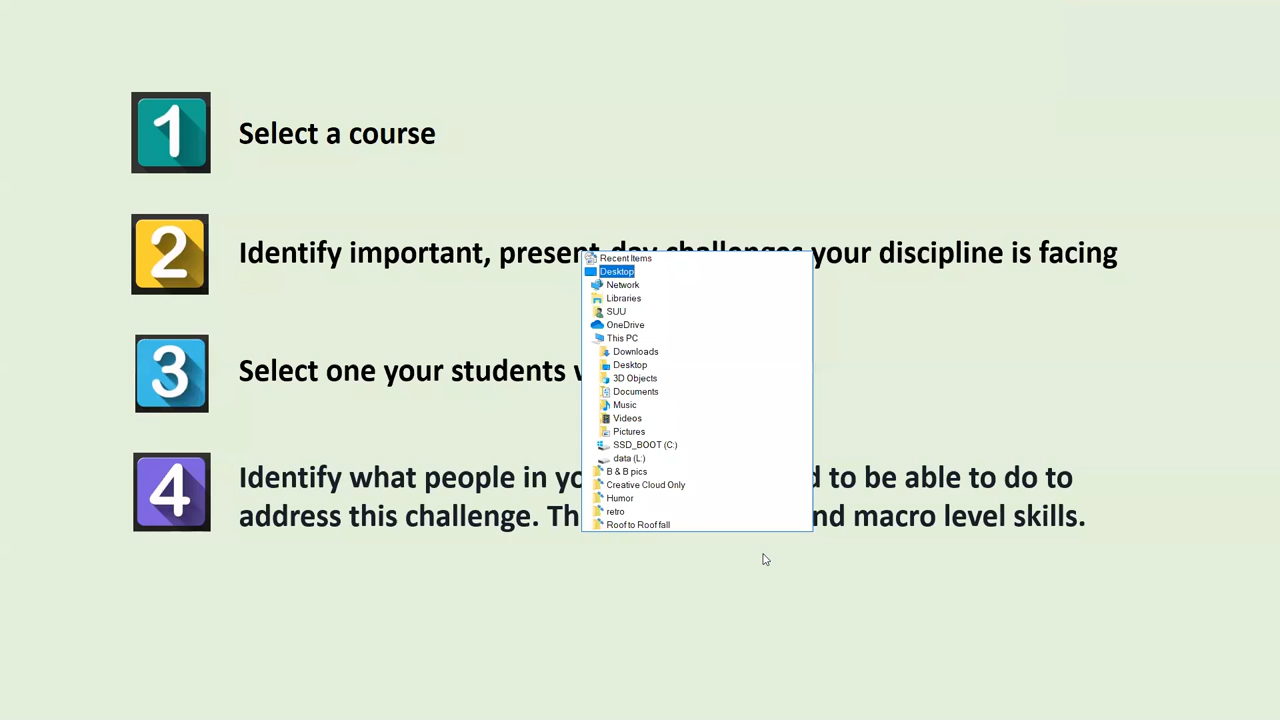 1 Select a course
2 Identify important, present-day challenges your discipline is facing
3 Select one your students
4 Identify what people in
d to be able to do to
address this challenge.
and macro level skills.
Recent Items
Desktop
Network
Libraries
SUU
OneDrive
This PC
Downloads
Desktop
3D Objects
Documents
Music
Videos
Pictures
SSD_BOOT (C:)
data (L:)
B & B pics
Creative Cloud Only
Humor
retro
Roof to Roof fall